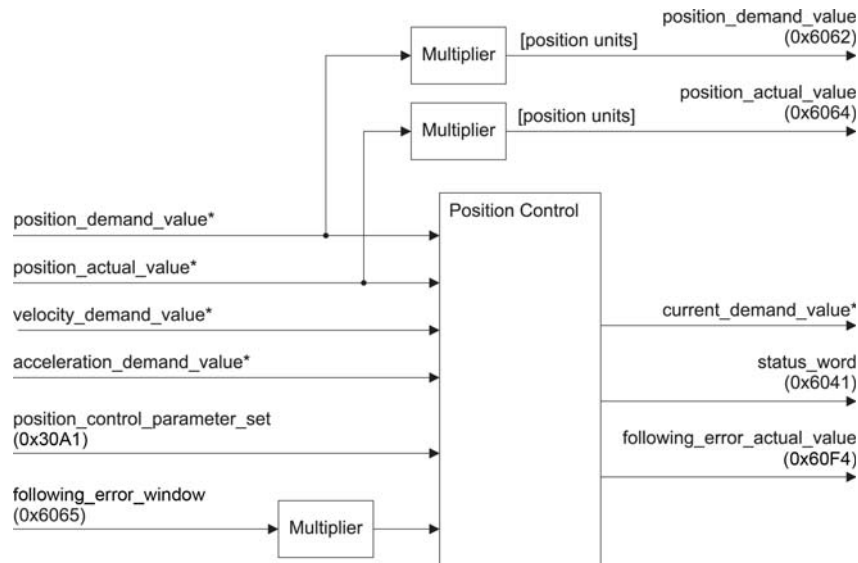 position_demand_value
(0x6062)
Multiplier
[position units]
position_actual_value
(0x6064)
Multiplier
[position units]
position_demand_value*
Position Control
position_actual_value*
velocity_demand_value*
current_demand_value*
acceleration_demand_value*
status_word
(0x6041)
position_control_parameter_set
(0x30A1)
following_error_actual_value
(0x60F4)
following_error_window
(0x6065)
Multiplier